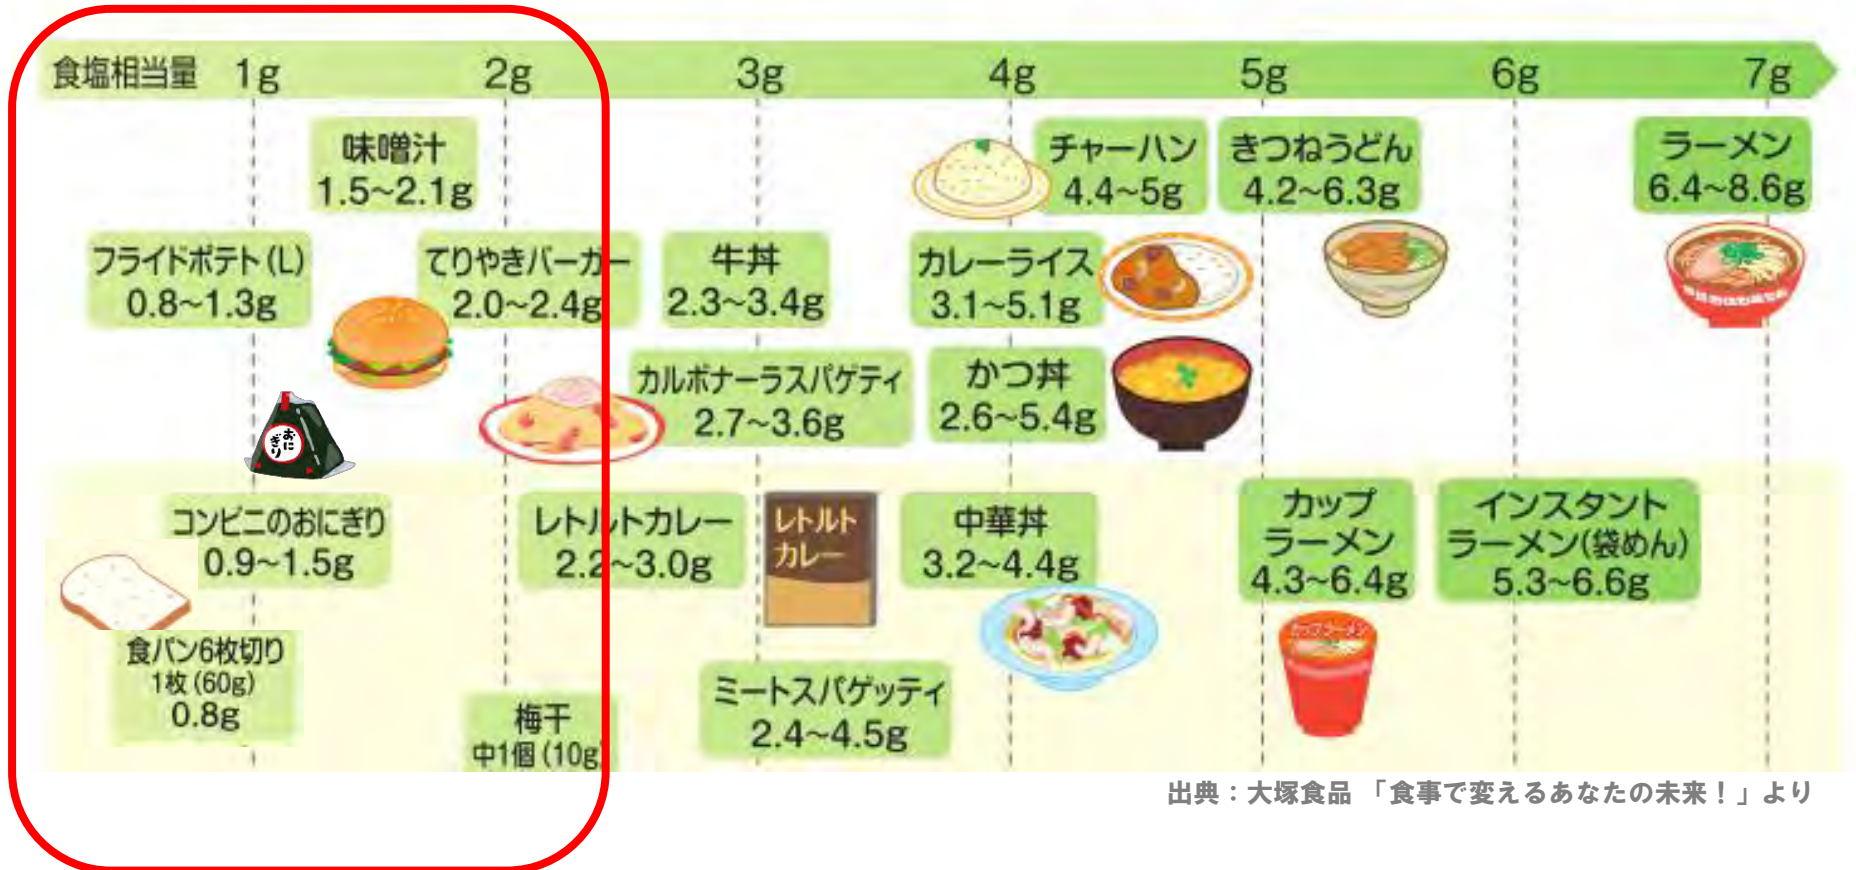 食塩相当量 1g 2g 3g 4g 5g 6g 7g
味噌汁
1.5~2.1g
チャーハン
4.4~5g
きつねうどん
4.2~6.3g
ラーメン
6.4~8.6g
フライドポテト(L)
0.8~1.3g
てりやきバーガー
2.0~2.4g
牛丼
2.3~3.4g
カレーライス
3.1~5.1g
カルボナーラスパゲティ
2.7~3.6g
かつ丼
2.6~5.4g
おに
ぎり
コンビニのおにぎり
0.9~1.5g
レトルトカレー
2.2~3.0g
レトルト
カレー
中華丼
3.2~4.4g
カップ
ラーメン
4.3~6.4g
インスタント
ラーメン(袋めん)
5.3~6.6g
カップラーメン
食パン6枚切り
1枚(60g)
0.8g
梅干
中1個(10g)
ミートスパゲッティ
2.4~4.5g
出典：大塚食品 「食事で変えるあなたの未来！」より